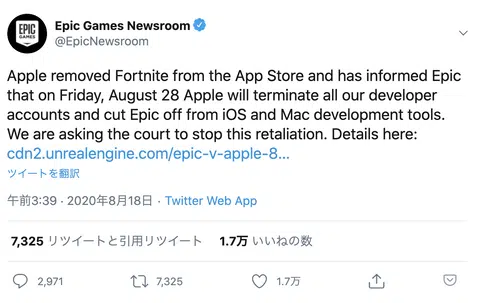 EPIC
GAMES
Epic Games Newsroom
@EpicNewsroom
Apple removed Fortnite from the App Store and has informed Epic
that on Friday, August 28 Apple will terminate all our developer
accounts and cut Epic off from iOS and Mac development tools.
We are asking the court to stop this retaliation. Details here:
cdn2.unrealengine.com/epic-v-apple-8…
ツイートを翻訳
午前3:39 · 2020年8月18日 · Twitter Web App
7,325 リツイートと引用リツイート 1.7万 いいねの数
2,971 7,325 1.7万